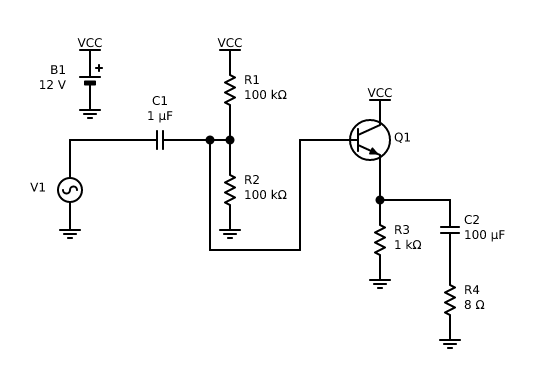 VCC
VCC
B1
12 V
+
R1
100 kΩ
VCC
C1
1 µF
Q1
V1
R2
100 kΩ
C2
100 µF
R3
1 kΩ
R4
8 Ω